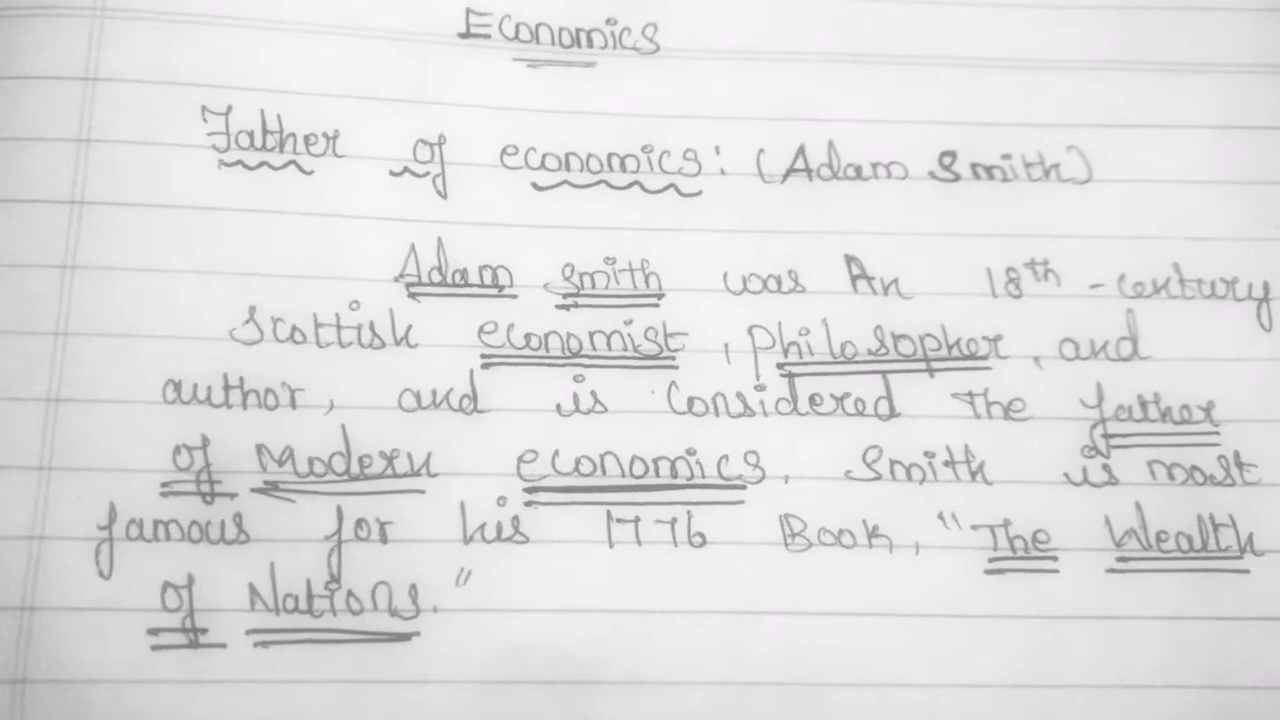 Economics
Father of economics: (Adam Smith)
Adam Smith was An 18th-century
Scottish economist, Philosopher, and
author, and is Considered The father
of Modern economics. Smith is most
famous for his 1776 Book, "The Wealth
of Nations."